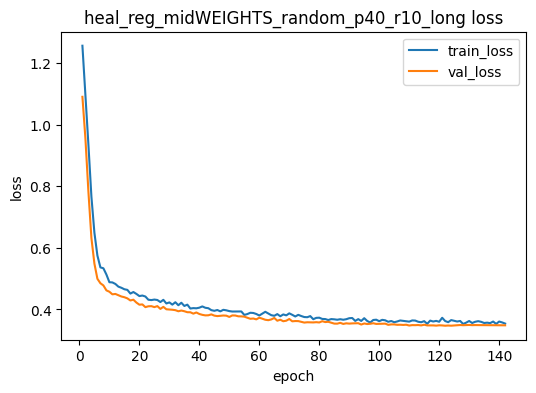 heal_reg_midWEIGHTS_random_p40_r10_long loss
train_loss
val_loss
1.2
1.0
0.8
0.6
0.4
loss
0 20 40 60 80 100 120 140
epoch